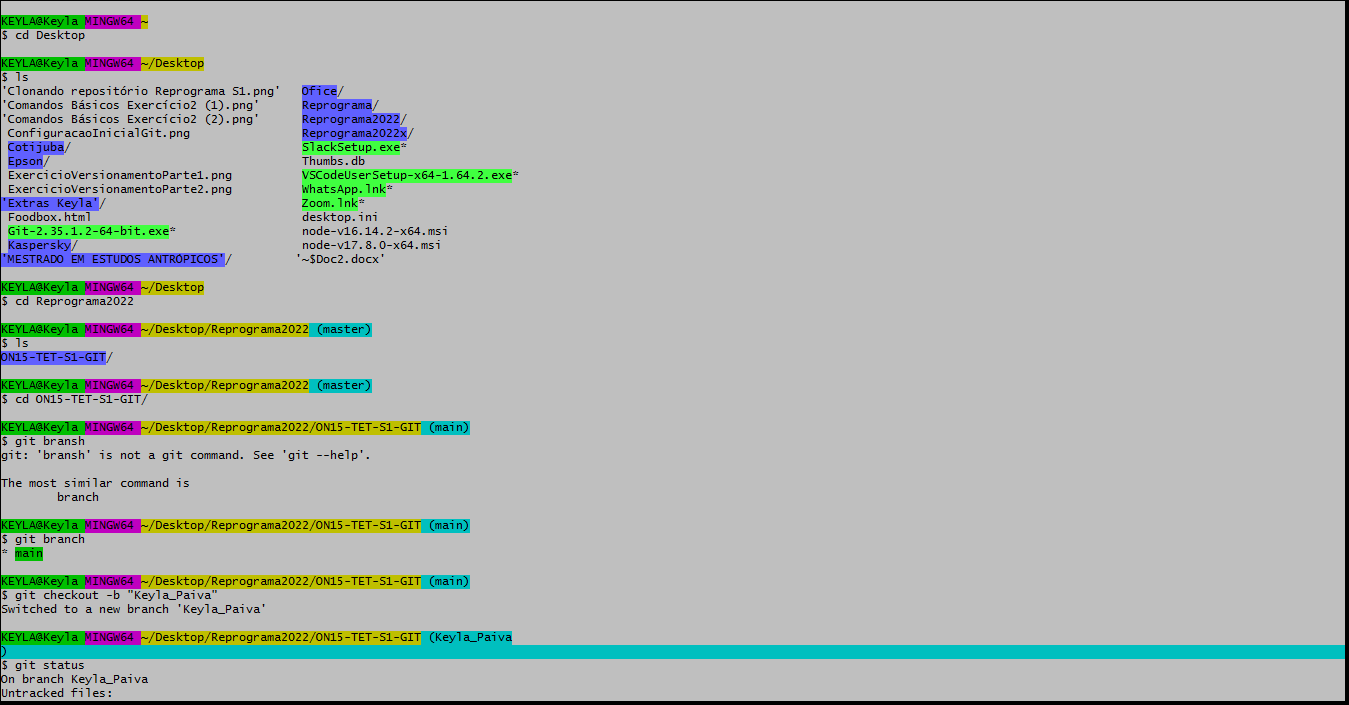 KEYLA@Keyla MINGW64 ~
$ cd Desktop
KEYLA@Keyla MINGW64 ~/Desktop
$ ls
'Clonando repositório Reprograma S1.png'   Ofice/
'Comandos Básicos Exercício2 (1).png'      Reprograma/
'Comandos Básicos Exercício2 (2).png'      Reprograma2022/
 ConfiguracaoInicialGit.png                Reprograma2022x/
 Cotijuba/                                 SlackSetup.exe*
 Epson/                                    Thumbs.db
 ExercicioVersionamentoParte1.png          VSCodeUserSetup-x64-1.64.2.exe*
 ExercicioVersionamentoParte2.png          WhatsApp.lnk*
'Extras Keyla'/                            Zoom.lnk*
 Foodbox.html                              desktop.ini
 Git-2.35.1.2-64-bit.exe*                  node-v16.14.2-x64.msi
 Kaspersky/                                node-v17.8.0-x64.msi
'MESTRADO EM ESTUDOS ANTRÓPICOS'/         '~$Doc2.docx'
KEYLA@Keyla MINGW64 ~/Desktop
$ cd Reprograma2022
KEYLA@Keyla MINGW64 ~/Desktop/Reprograma2022 (master)
$ ls
ON15-TET-S1-GIT/
KEYLA@Keyla MINGW64 ~/Desktop/Reprograma2022 (master)
$ cd ON15-TET-S1-GIT/
KEYLA@Keyla MINGW64 ~/Desktop/Reprograma2022/ON15-TET-S1-GIT (main)
$ git bransh
git: 'bransh' is not a git command. See 'git --help'.
The most similar command is
        branch
KEYLA@Keyla MINGW64 ~/Desktop/Reprograma2022/ON15-TET-S1-GIT (main)
$ git branch
* main
KEYLA@Keyla MINGW64 ~/Desktop/Reprograma2022/ON15-TET-S1-GIT (main)
$ git checkout -b "Keyla_Paiva"
Switched to a new branch 'Keyla_Paiva'
KEYLA@Keyla MINGW64 ~/Desktop/Reprograma2022/ON15-TET-S1-GIT (Keyla_Paiva
)
$ git status
On branch Keyla_Paiva
Untracked files: